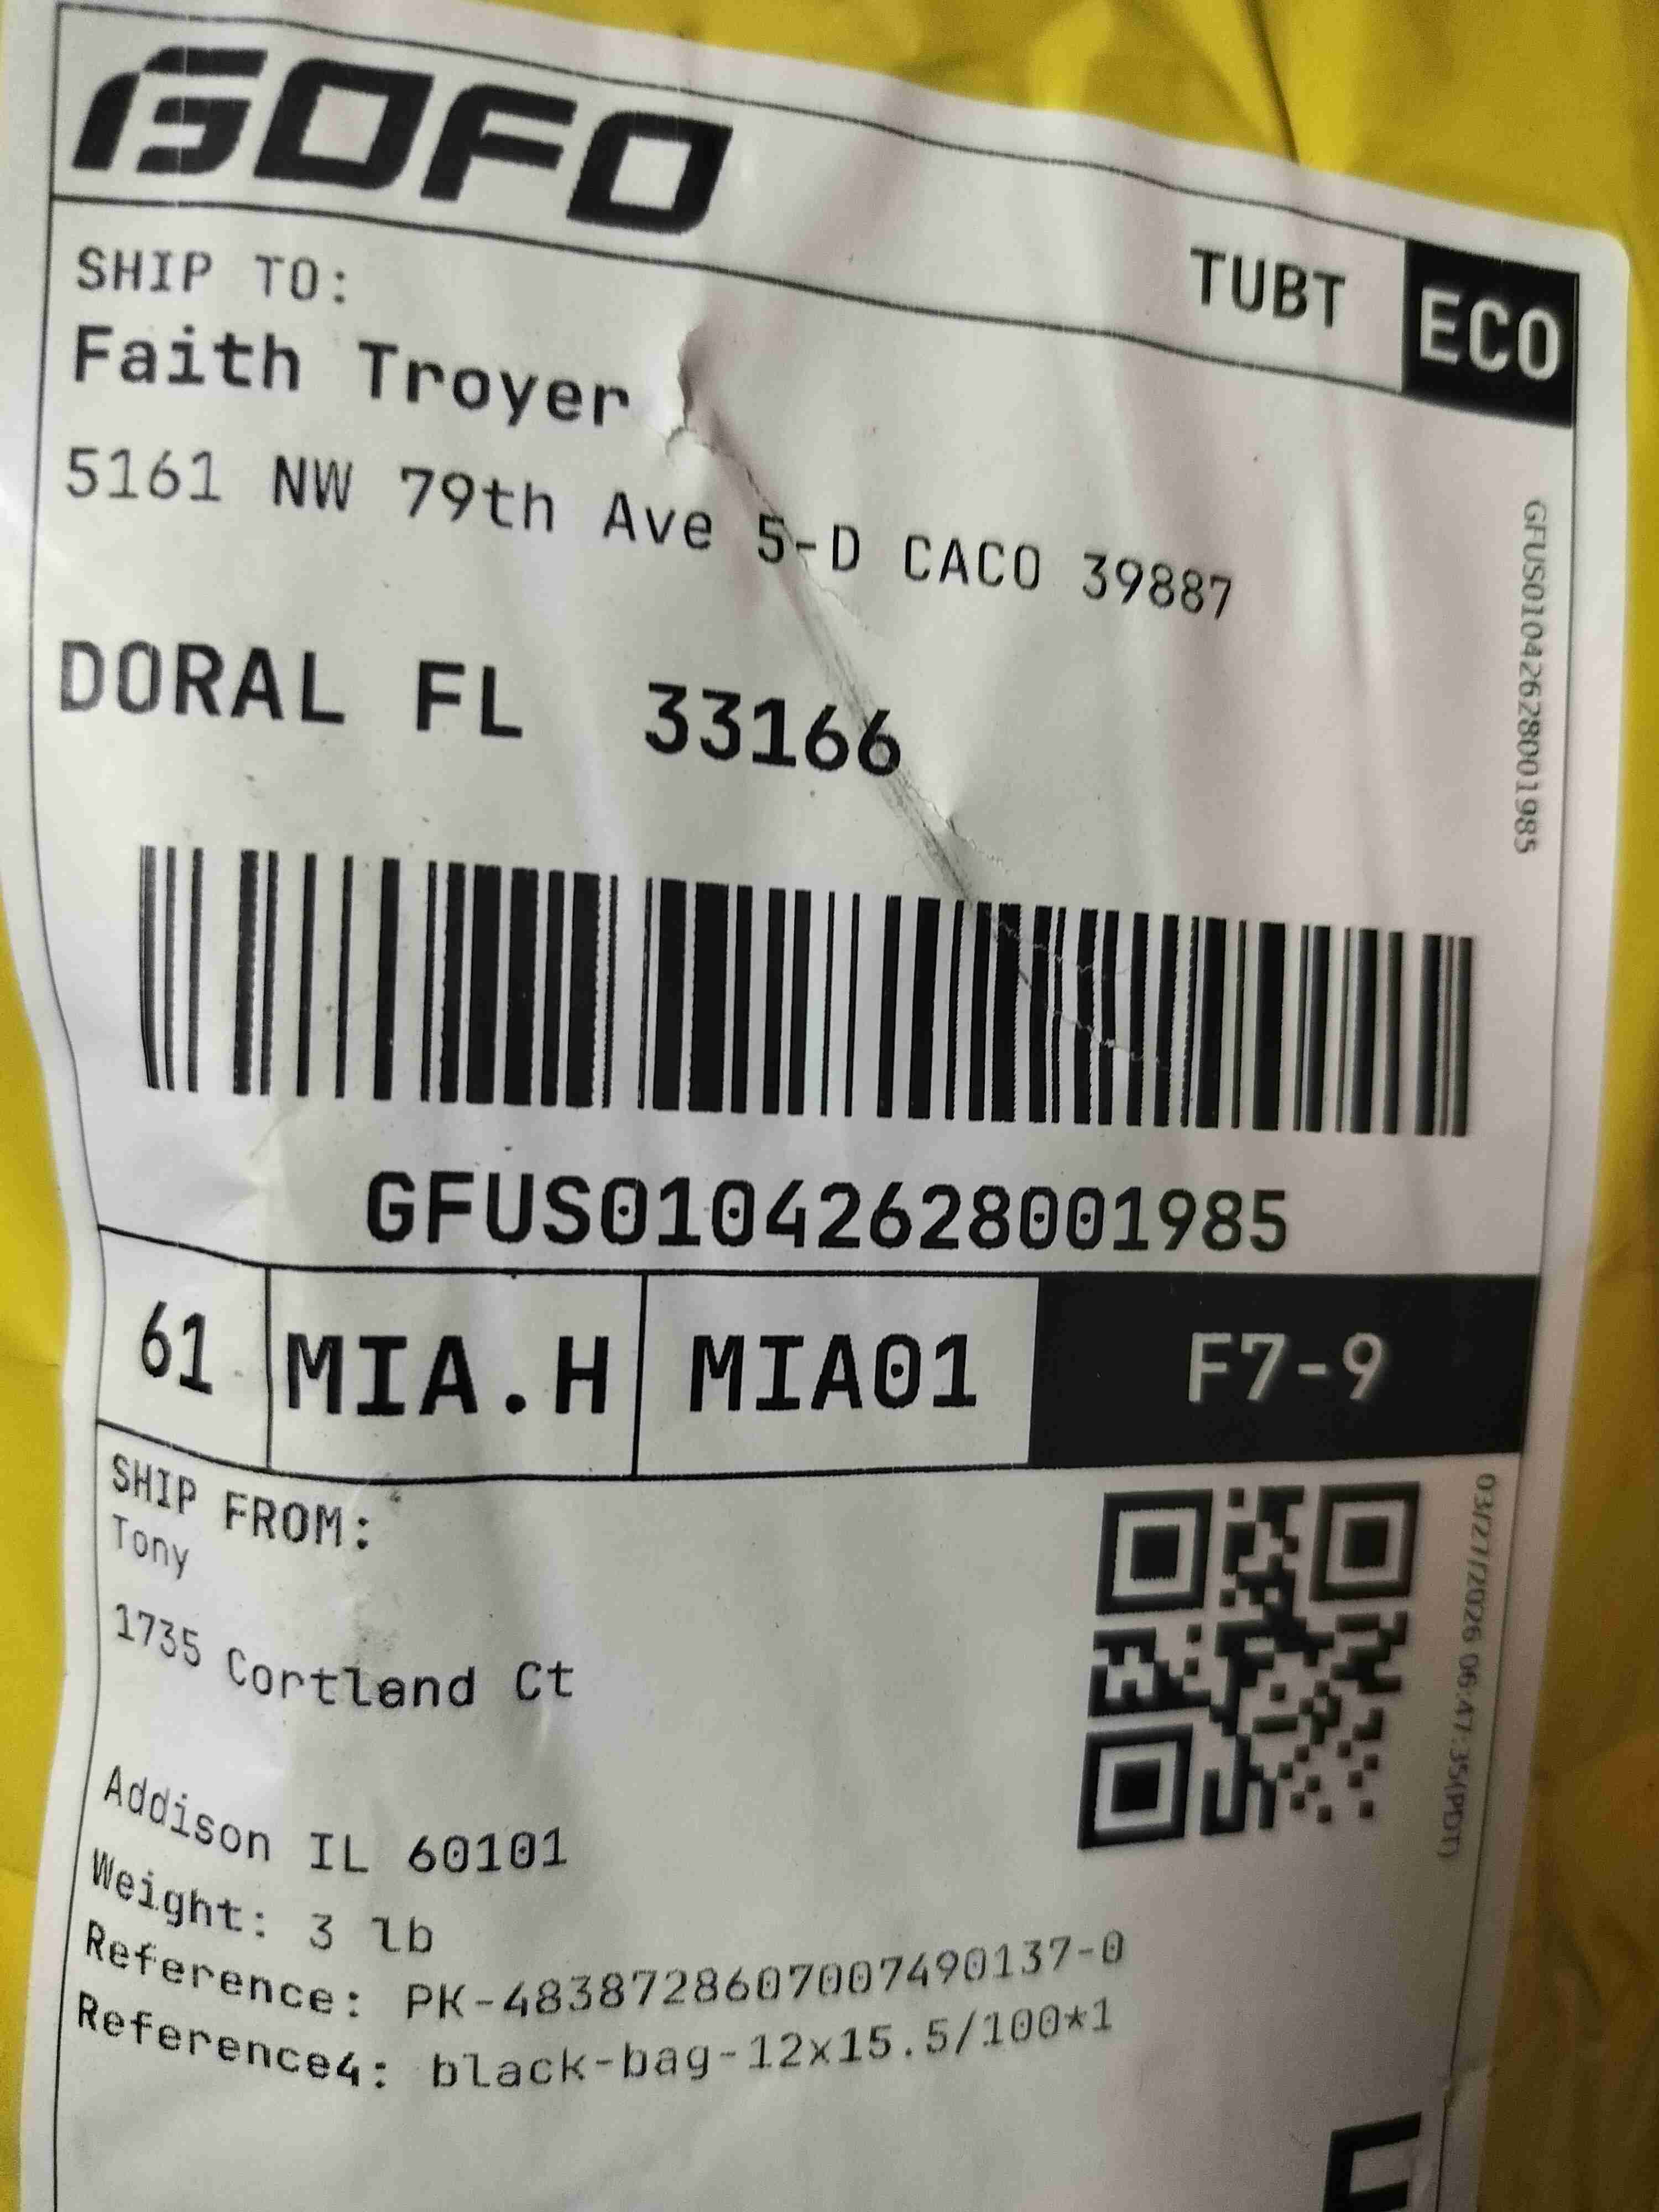 GOFO
TUBT ECO
SHIP TO:
Faith Troyer
5161 NW 79th Ave 5-D CACO 39887
DORAL FL 33166
GFUS01042628001985
GFUS01042628001985
61 MIA.H MIA01 F7-9
SHIP FROM:
Tony
1735 Cortland Ct
Addison IL 60101
03/27/2026 06:47:35(PDT)
Weight: 3 lb
Reference: PK-4838728607007490137-0
Reference4: black-bag-12x15.5/100*1